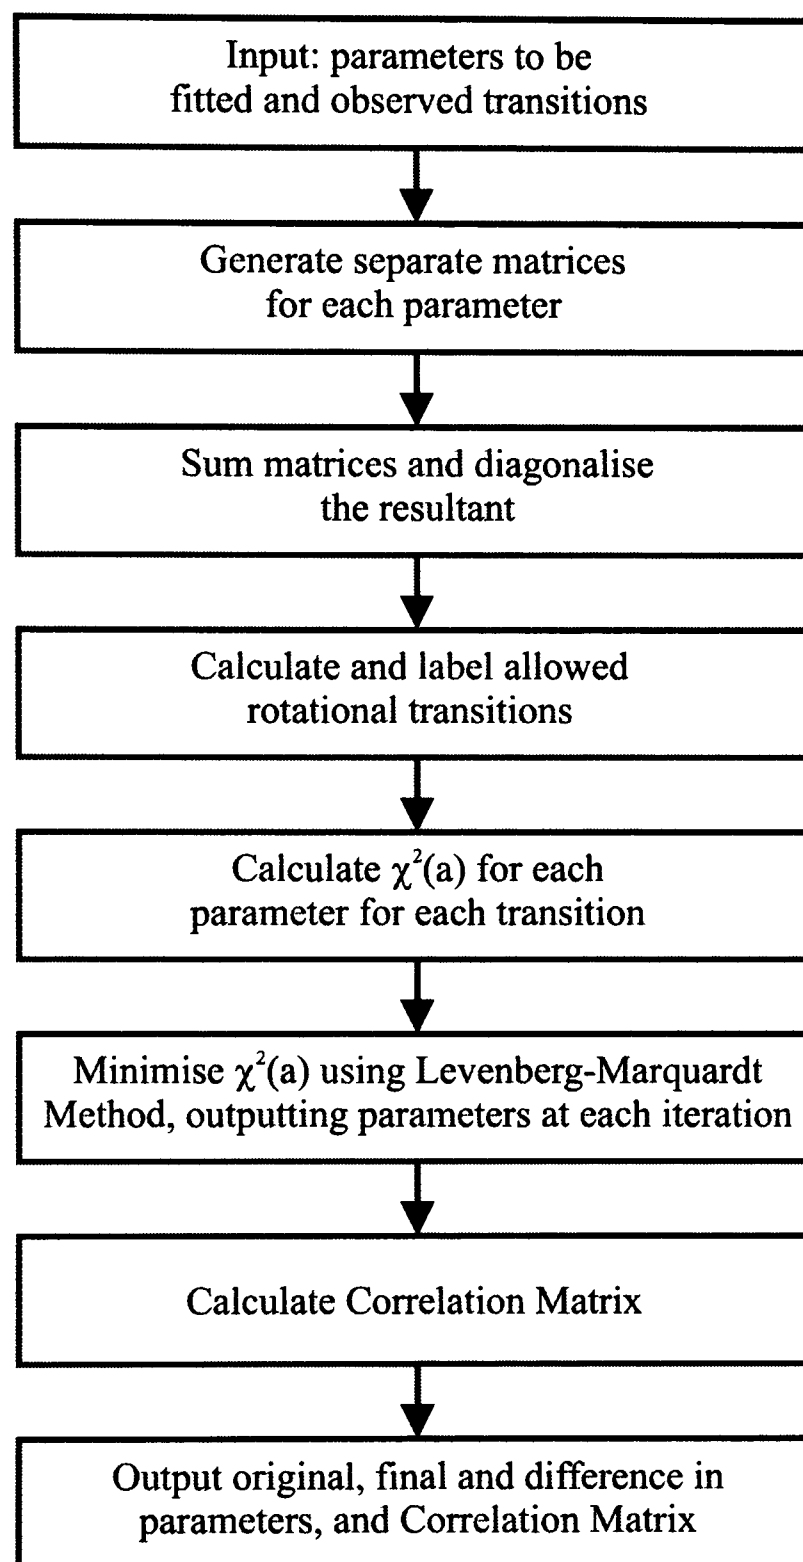 Input: parameters to be
fitted and observed transitions
Generate separate matrices
for each parameter
Sum matrices and diagonalise
the resultant
Calculate and label allowed
rotational transitions
Calculate χ²(a) for each
parameter for each transition
Minimise χ²(a) using Levenberg-Marquardt
Method, outputting parameters at each iteration
Calculate Correlation Matrix
Output original, final and difference in
parameters, and Correlation Matrix